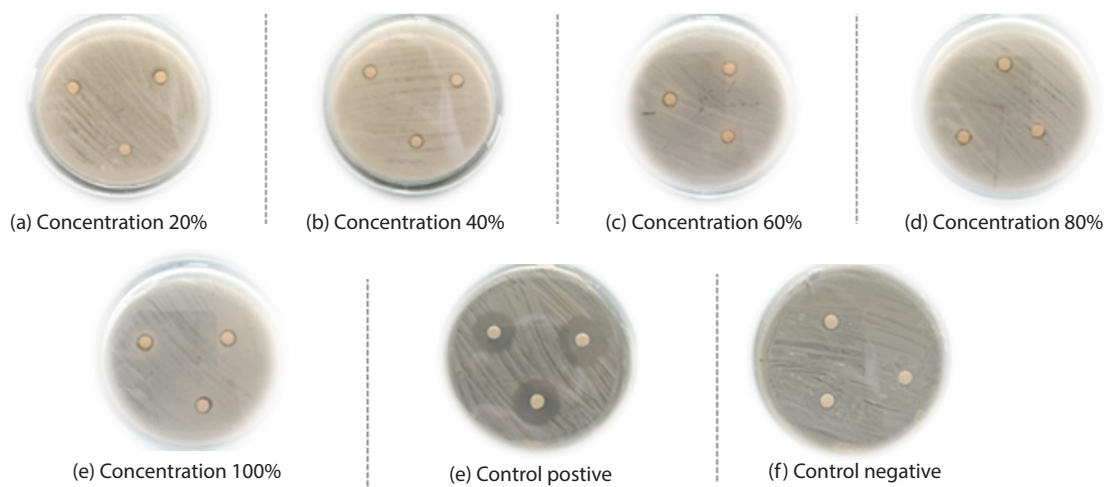 (a) Concentration 20%
(b) Concentration 40%
(c) Concentration 60%
(d) Concentration 80%
(e) Concentration 100%
(e) Control postive
(f) Control negative